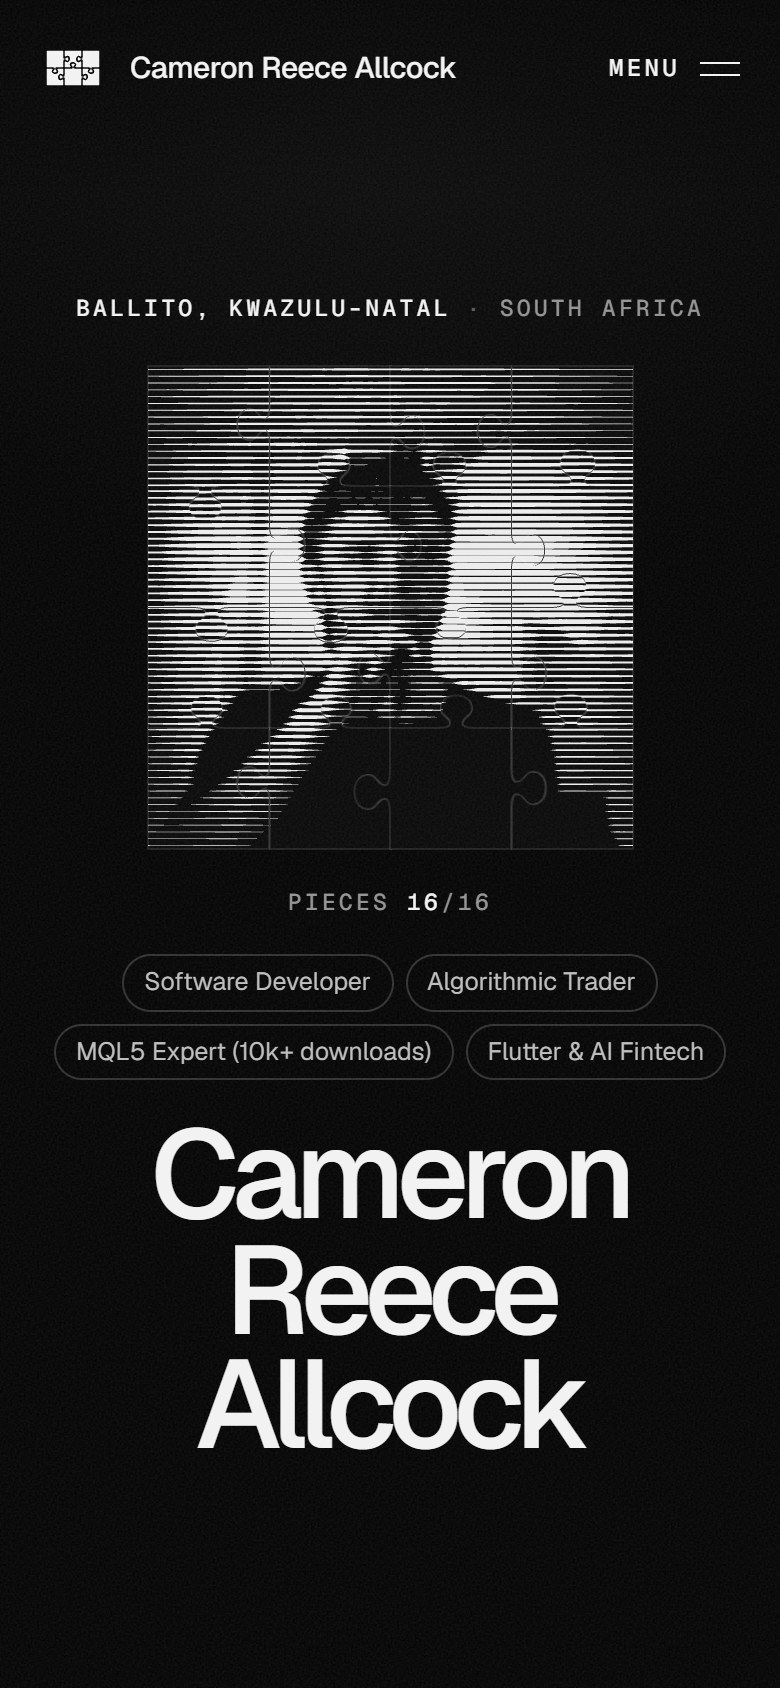 Cameron Reece Allcock
MENU
BALLITO, KWAZULU-NATAL · SOUTH AFRICA
PIECES 16/16
Software Developer
Algorithmic Trader
MQL5 Expert (10k+ downloads)
Flutter & AI Fintech
Cameron
Reece
Allcock